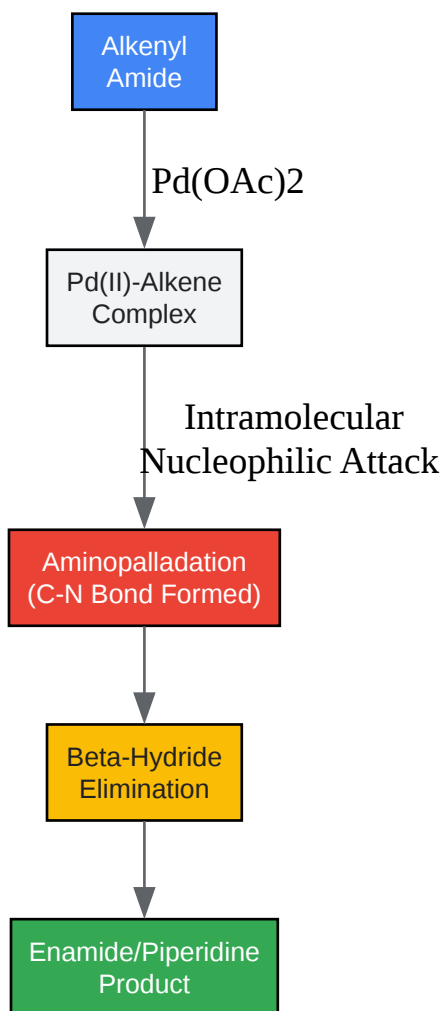 Alkenyl
Amide
Pd(OAc)2
Pd(II)-Alkene
Complex
Intramolecular
Nucleophilic Attack
Aminopalladation
(C-N Bond Formed)
Beta-Hydride
Elimination
Enamide/Piperidine
Product